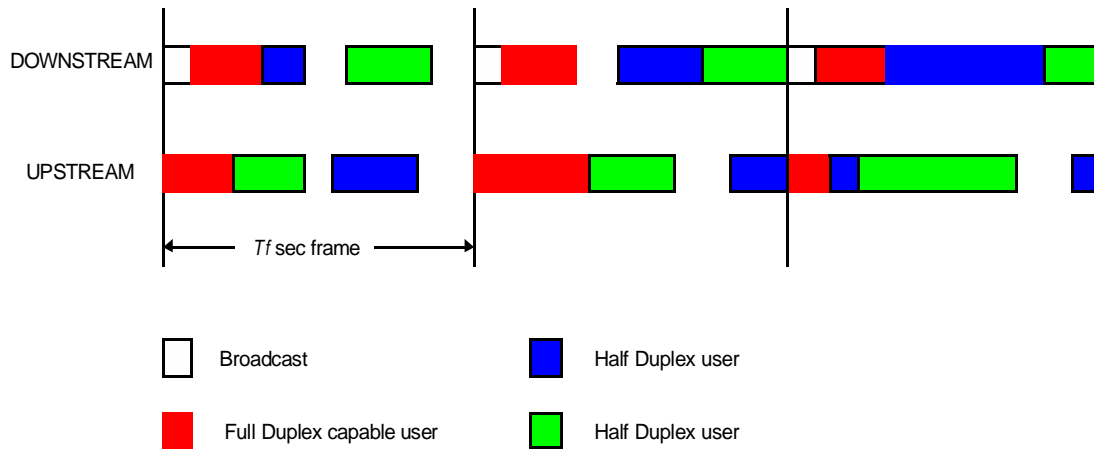 DOWNSTREAM
UPSTREAM
Tf sec frame
Broadcast
Half Duplex user
Full Duplex capable user
Half Duplex user